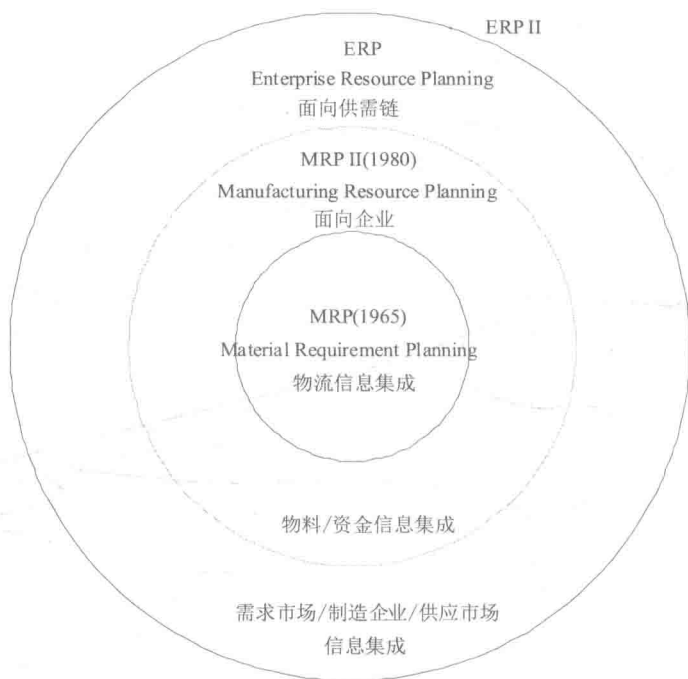 ERP II
ERP
Enterprise Resource Planning
面向供需链
MRP II(1980)
Manufacturing Resource Planning
面向企业
MRP(1965)
Material Requirement Planning
物流信息集成
物料/资金信息集成
需求市场/制造企业/供应市场
信息集成